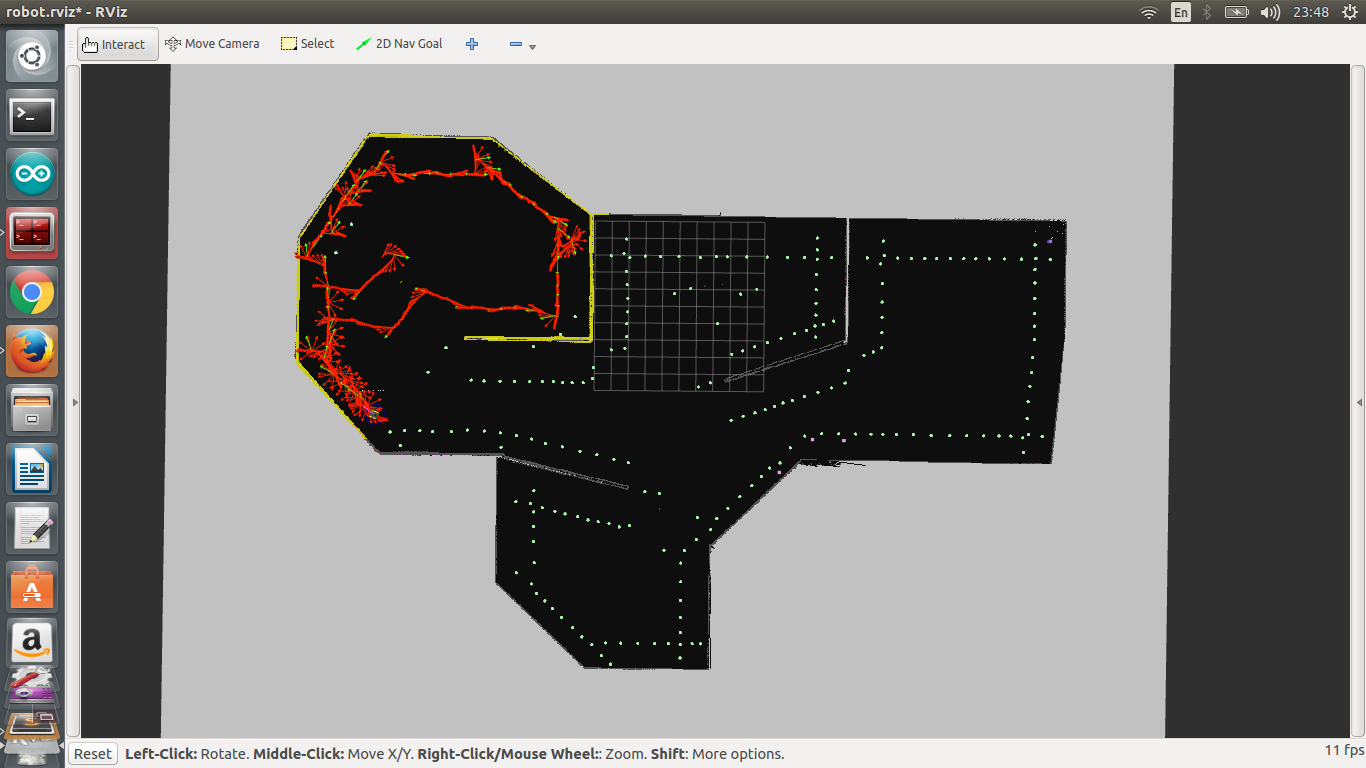 robot.rviz* - RViz
En
23:48
Interact
Move Camera
Select
2D Nav Goal
Reset
Left-Click: Rotate. Middle-Click: Move X/Y. Right-Click/Mouse Wheel:: Zoom. Shift: More options.
11 fps